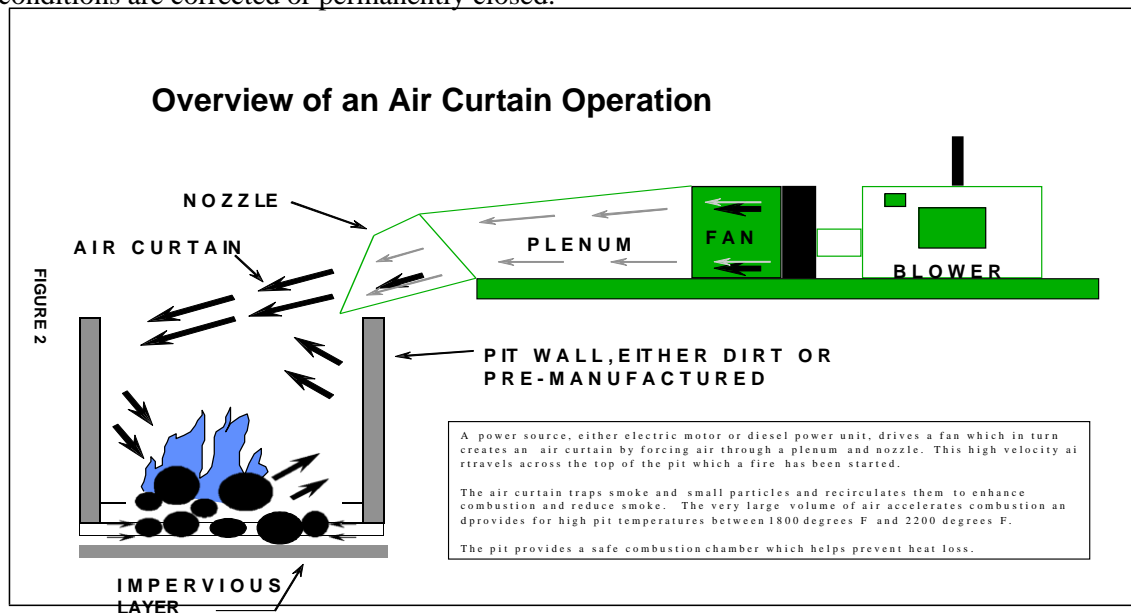 conditions are corrected or permanently closed.
Overview of an Air Curtain Operation
NOZZLE
AIR CURTAIN
PLENUM
FAN
BLOWER
FIGURE 2
PIT WALL, EITHER DIRT OR
PRE-MANUFACTURED
A power source, either electric motor or diesel power unit, drives a fan which in turn
creates an air curtain by forcing air through a plenum and nozzle. This high velocity ai
rtravels across the top of the pit which a fire has been started.
The air curtain traps smoke and small particles and recirculates them to enhance
combustion and reduce smoke. The very large volume of air accelerates combustion an
dprovides for high pit temperatures between 1800 degrees F and 2200 degrees F.
The pit provides a safe combustion chamber which helps prevent heat loss.
IMPERVIOUS
LAYER